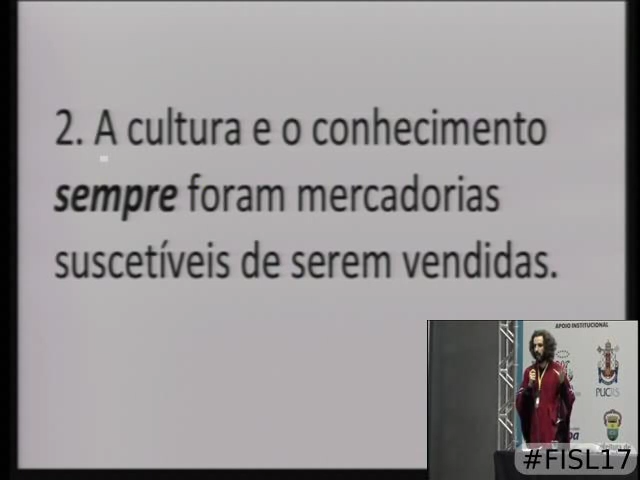 2. A cultura e o conhecimento
sempre foram mercadorias
suscetíveis de serem vendidas.
APOIO INSTITUCIONAL
PUCRS
#FISL17